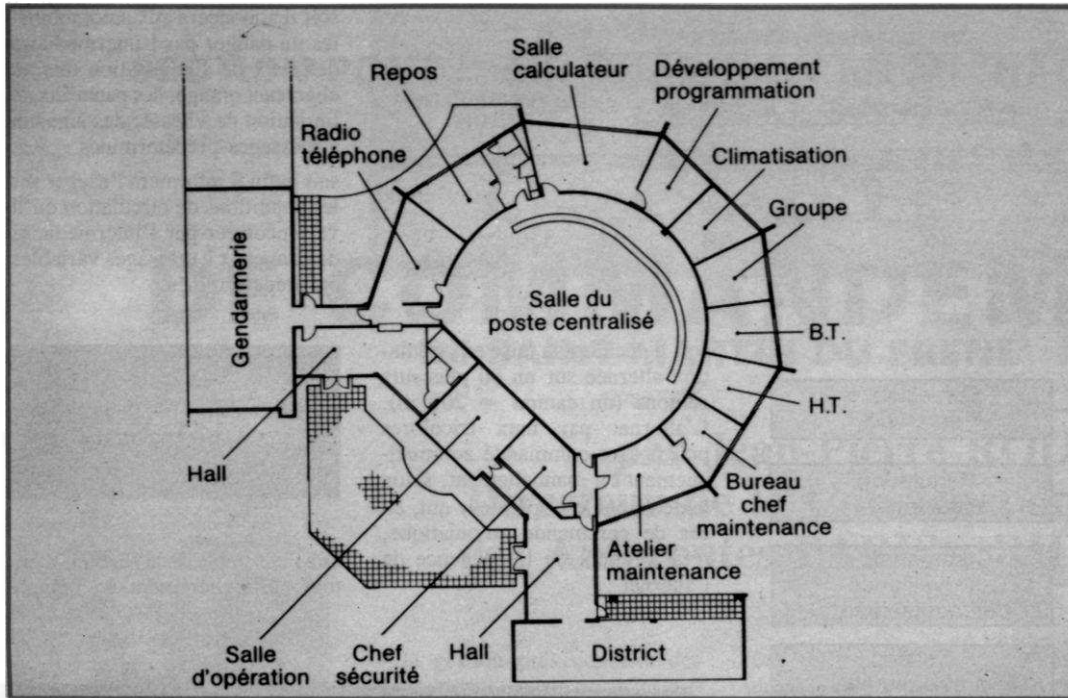 Salle
calculateur
Repos
Développement
programmation
Radio
téléphone
Climatisation
Groupe
Gendarmerie
Salle du
poste centralisé
B.T.
H.T.
Hall
Bureau
chef
maintenance
Atelier
maintenance
Salle
d'opération
Chef
sécurité
Hall
District